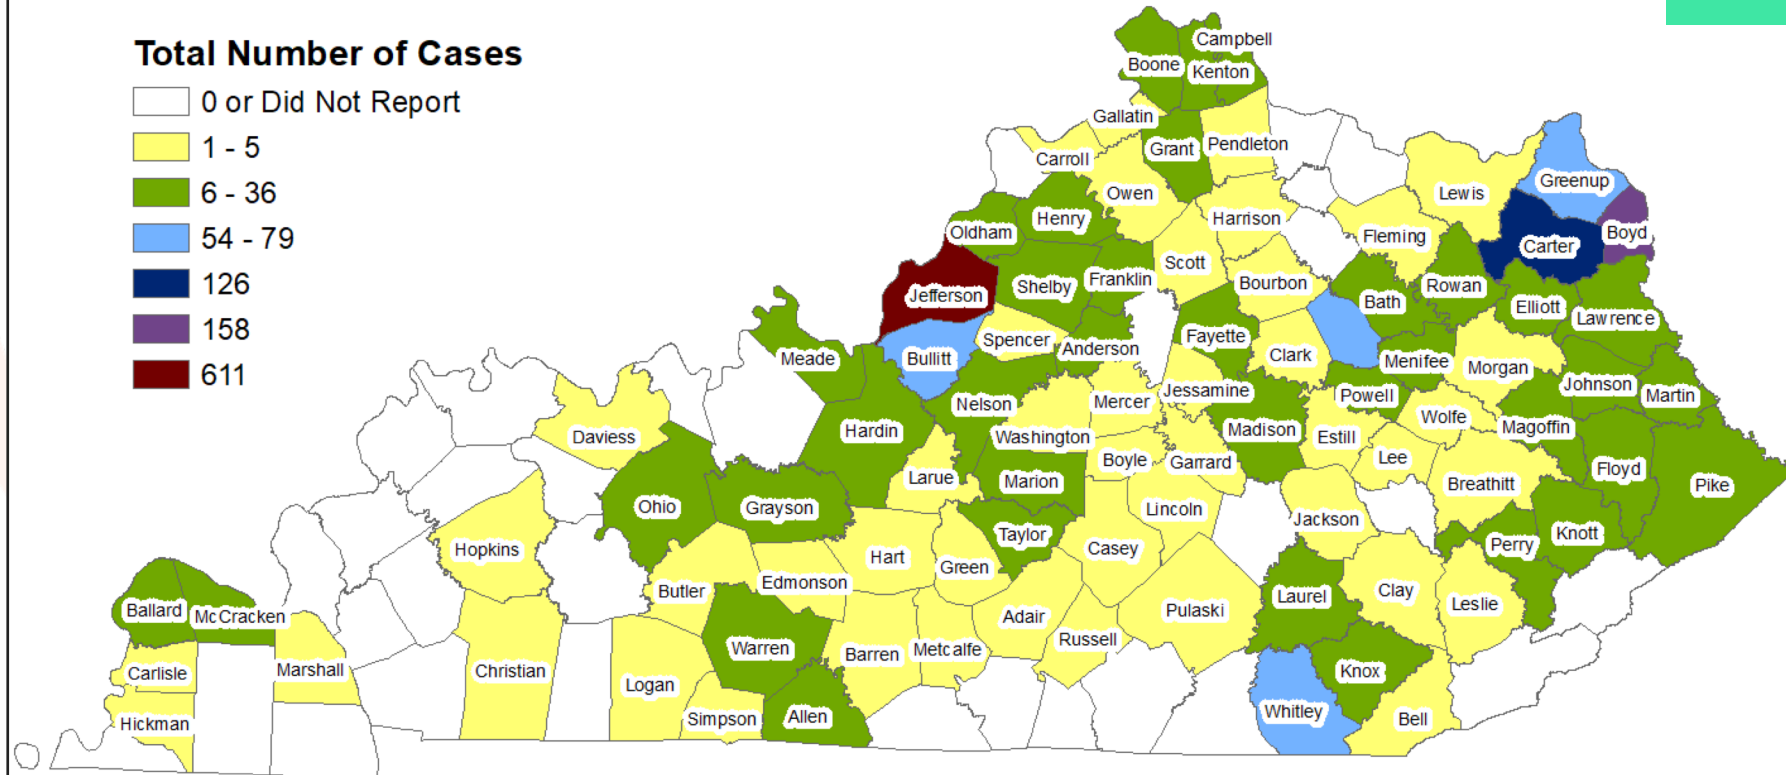 Total Number of Cases
0 or Did Not Report
1 - 5
6 - 36
54 - 79
126
158
611
Campbell
Boone
Kenton
Gallatin
Grant
Pendleton
Carroll
Owen
Lewis
Greenup
Henry
Harrison
Oldham
Fleming
Carter
Boyd
Scott
Jefferson
Shelby
Franklin
Bourbon
Bath
Rowan
Elliott
Lawrence
Meade
Bullitt
Spencer
Anderson
Fayette
Clark
Menifee
Morgan
Johnson
Martin
Nelson
Mercer
Jessamine
Powell
Wolfe
Magoffin
Daviess
Hardin
Washington
Madison
Estill
Larue
Boyle
Garrard
Lee
Floyd
Ohio
Grayson
Marion
Lincoln
Breathitt
Pike
Hopkins
Hart
Green
Taylor
Casey
Jackson
Perry
Knott
Ballard
McCracken
Butler
Edmonson
Adair
Pulaski
Laurel
Clay
Leslie
Carlisle
Marshall
Christian
Logan
Warren
Barren
Metcalfe
Russell
Knox
Hickman
Simpson
Allen
Whitley
Bell